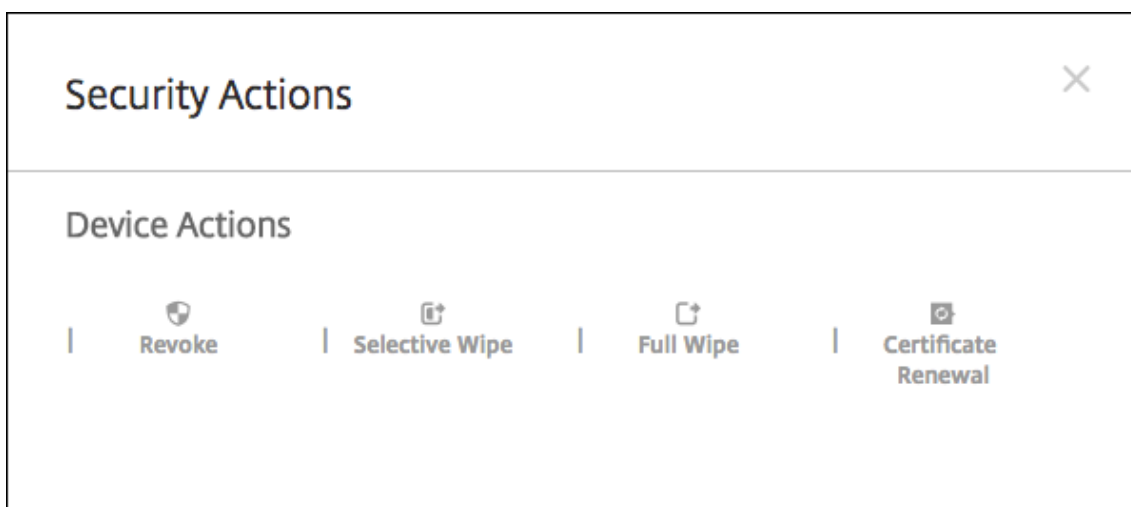 Security Actions
Device Actions
Revoke
Selective Wipe
Full Wipe
Certificate
Renewal